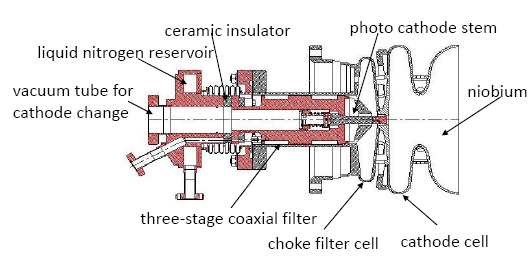 ceramic insulator
photo cathode stem
liquid nitrogen reservoir
vacuum tube for
cathode change
niobium
three-stage coaxial filter
choke filter cell
cathode cell